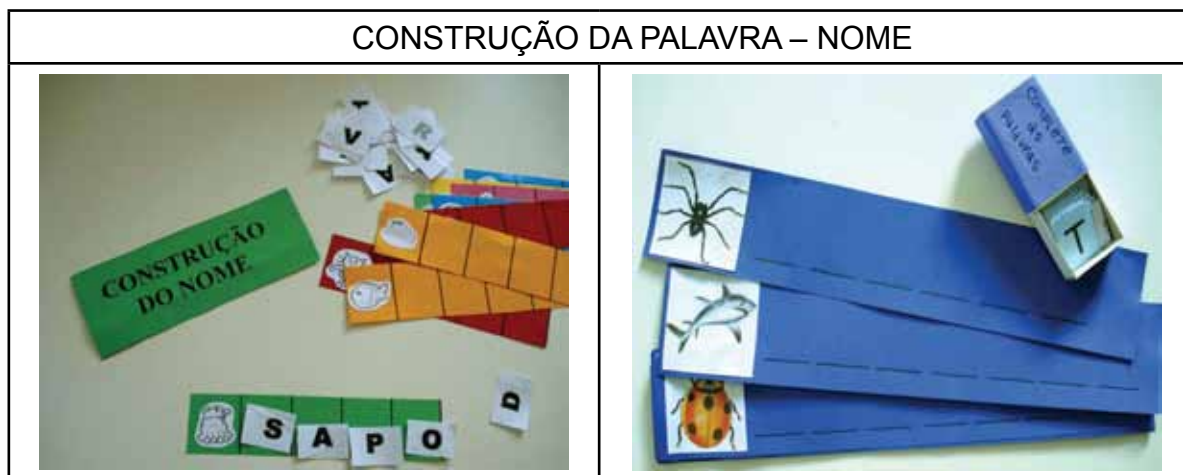 CONSTRUÇÃO DA PALAVRA – NOME
CONSTRUÇÃO
DO NOME
V
R
A
Y
S A P O
D
COMPLETE
AS
PALAVRAS
T